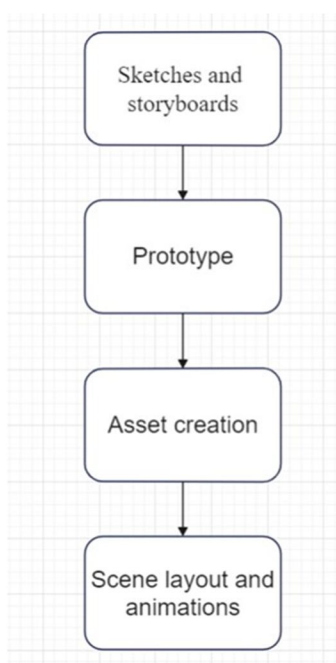 Sketches and
storyboards
Prototype
Asset creation
Scene layout and
animations